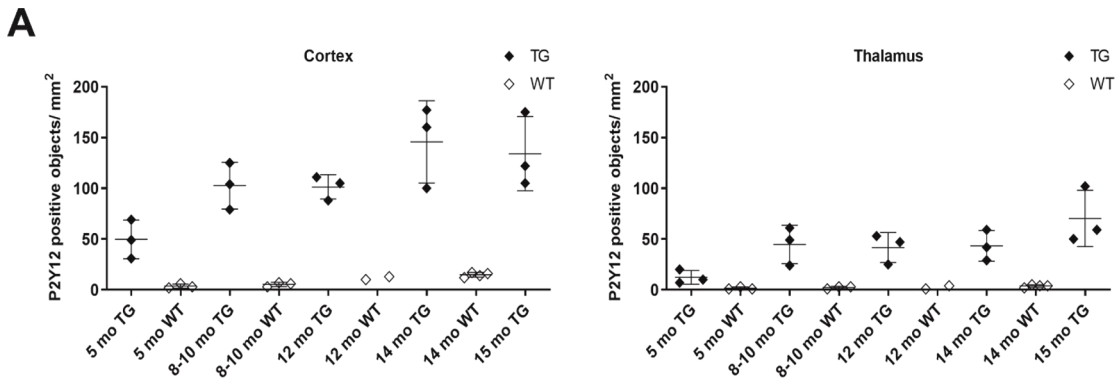 A
Cortex
TG
WT
P2Y12 positive objects/ mm²
200
150
100
50
0
5 mo TG
5 mo WT
8-10 mo TG
8-10 mo WT
12 mo TG
12 mo WT
14 mo TG
14 mo WT
15 mo TG
Thalamus
TG
WT
P2Y12 positive objects/ mm²
200
150
100
50
0
5 mo TG
5 mo WT
8-10 mo TG
8-10 mo WT
12 mo TG
12 mo WT
14 mo TG
14 mo WT
15 mo TG